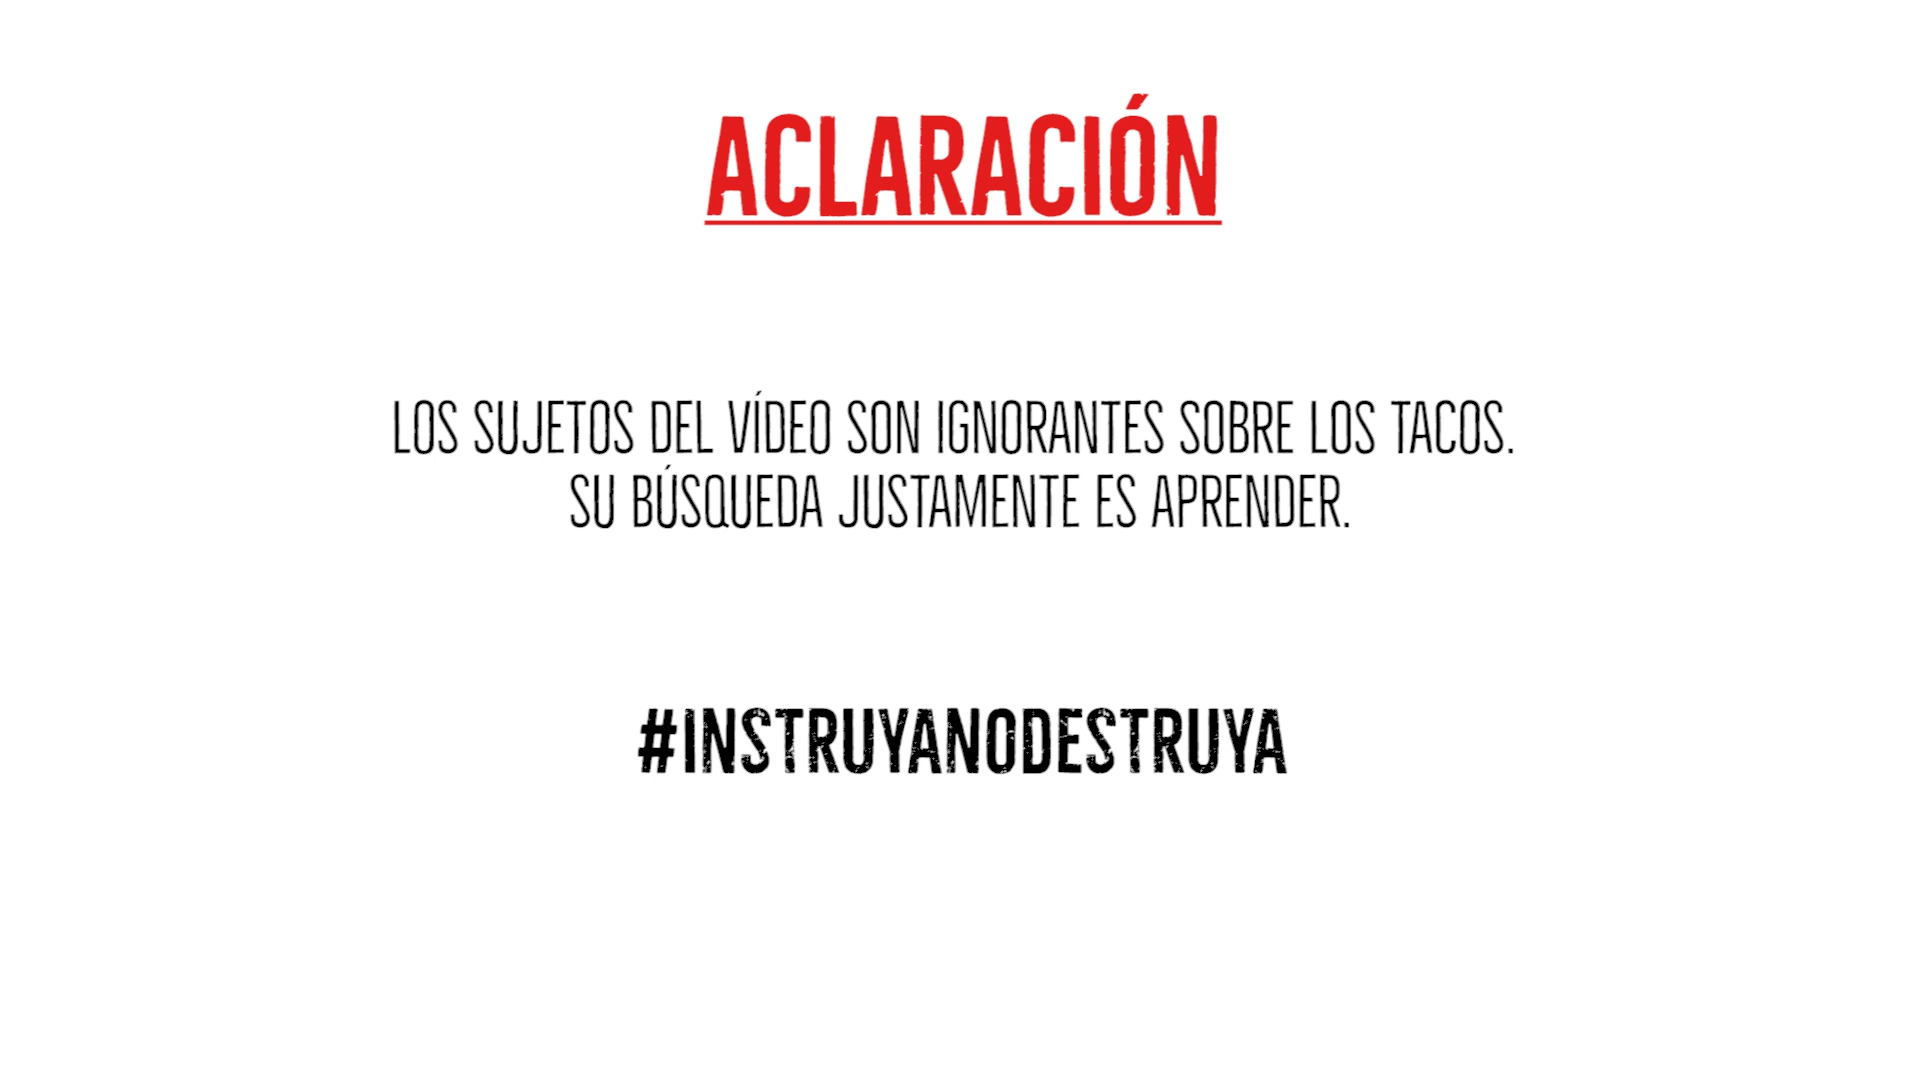 ACLARACIÓN
LOS SUJETOS DEL VÍDEO SON IGNORANTES SOBRE LOS TACOS.
SU BÚSQUEDA JUSTAMENTE ES APRENDER.
#INSTRUYANODESTRUYA